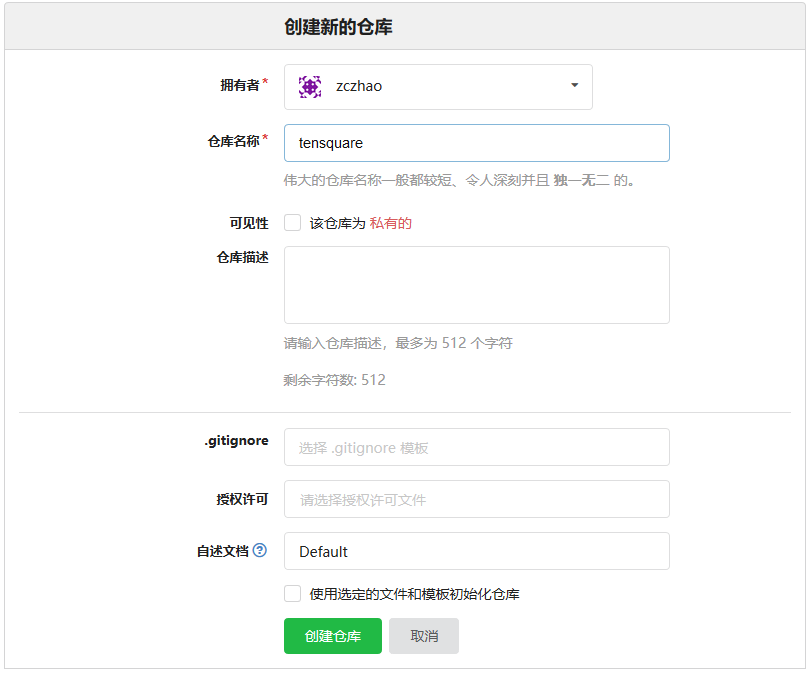 创建新的仓库
拥有者* zczhao
仓库名称* tensquare
伟大的仓库名称一般都较短、令人深刻并且 独一无二 的。
可见性 该仓库为 私有的
仓库描述
请输入仓库描述，最多为 512 个字符
剩余字符数: 512
.gitignore 选择 .gitignore 模板
授权许可 请选择授权许可文件
自述文档 ? Default
使用选定的文件和模板初始化仓库
创建仓库 取消